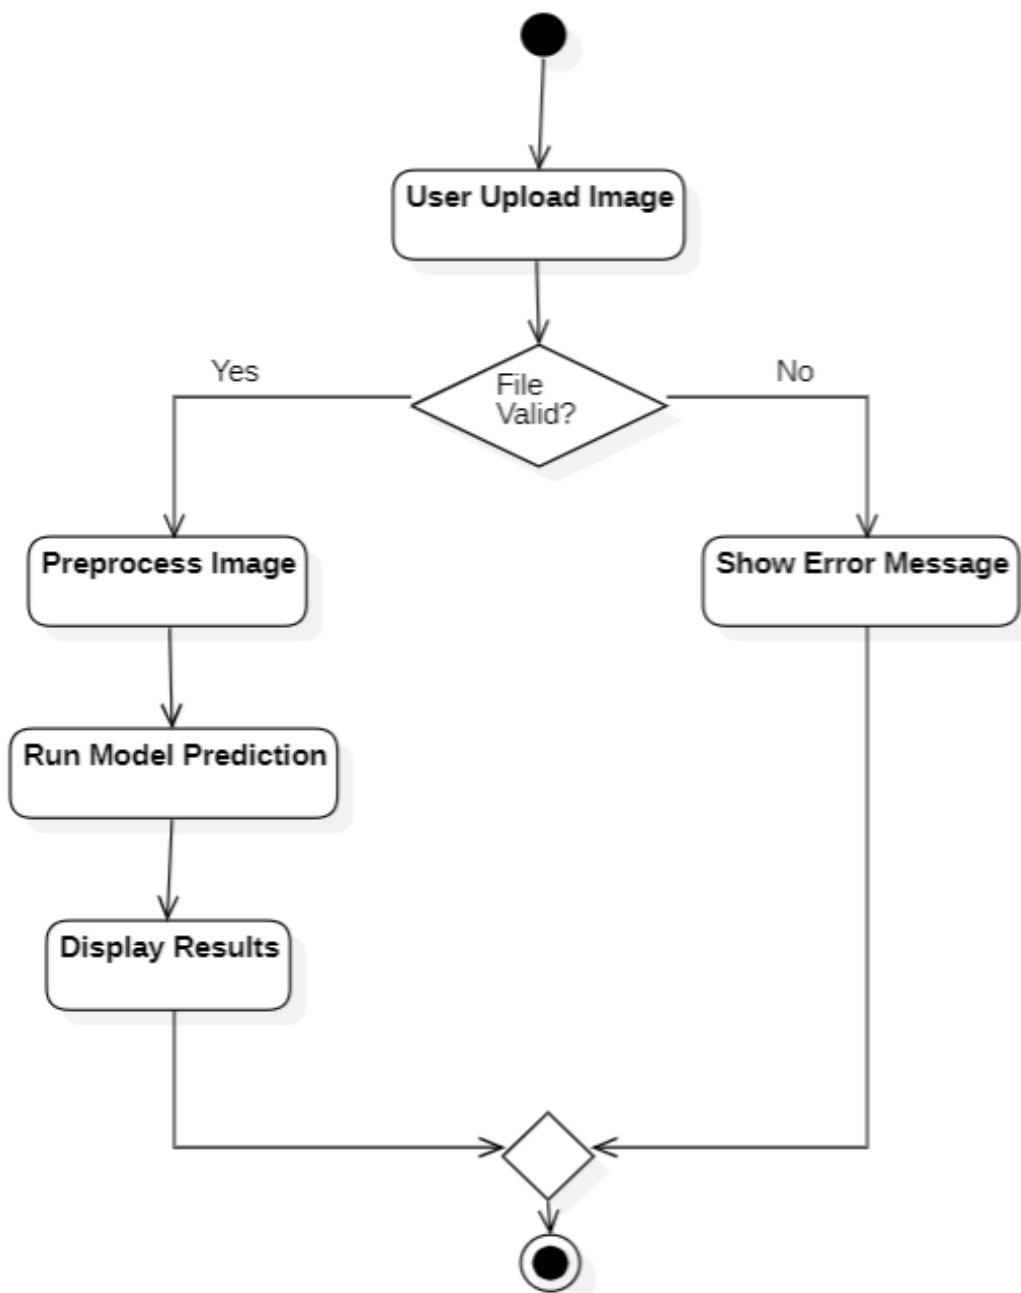 User Upload Image
Yes
File
Valid?
No
Preprocess Image
Show Error Message
Run Model Prediction
Display Results